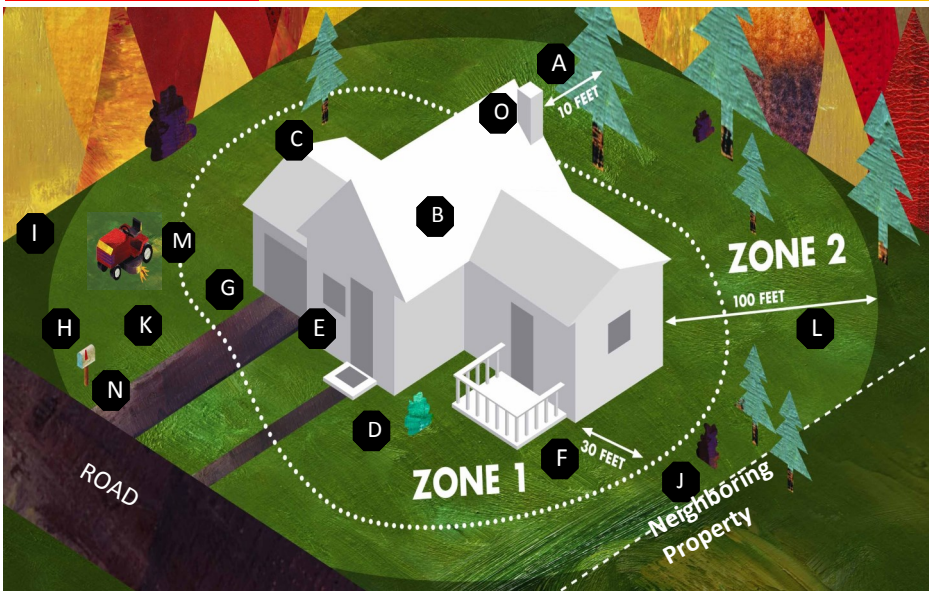 A
10 FEET
O
C
B
I
M
ZONE 2
100 FEET
G
H
K
E
L
N
D
F
30 FEET
J
ZONE 1
ROAD
Neighboring
Property